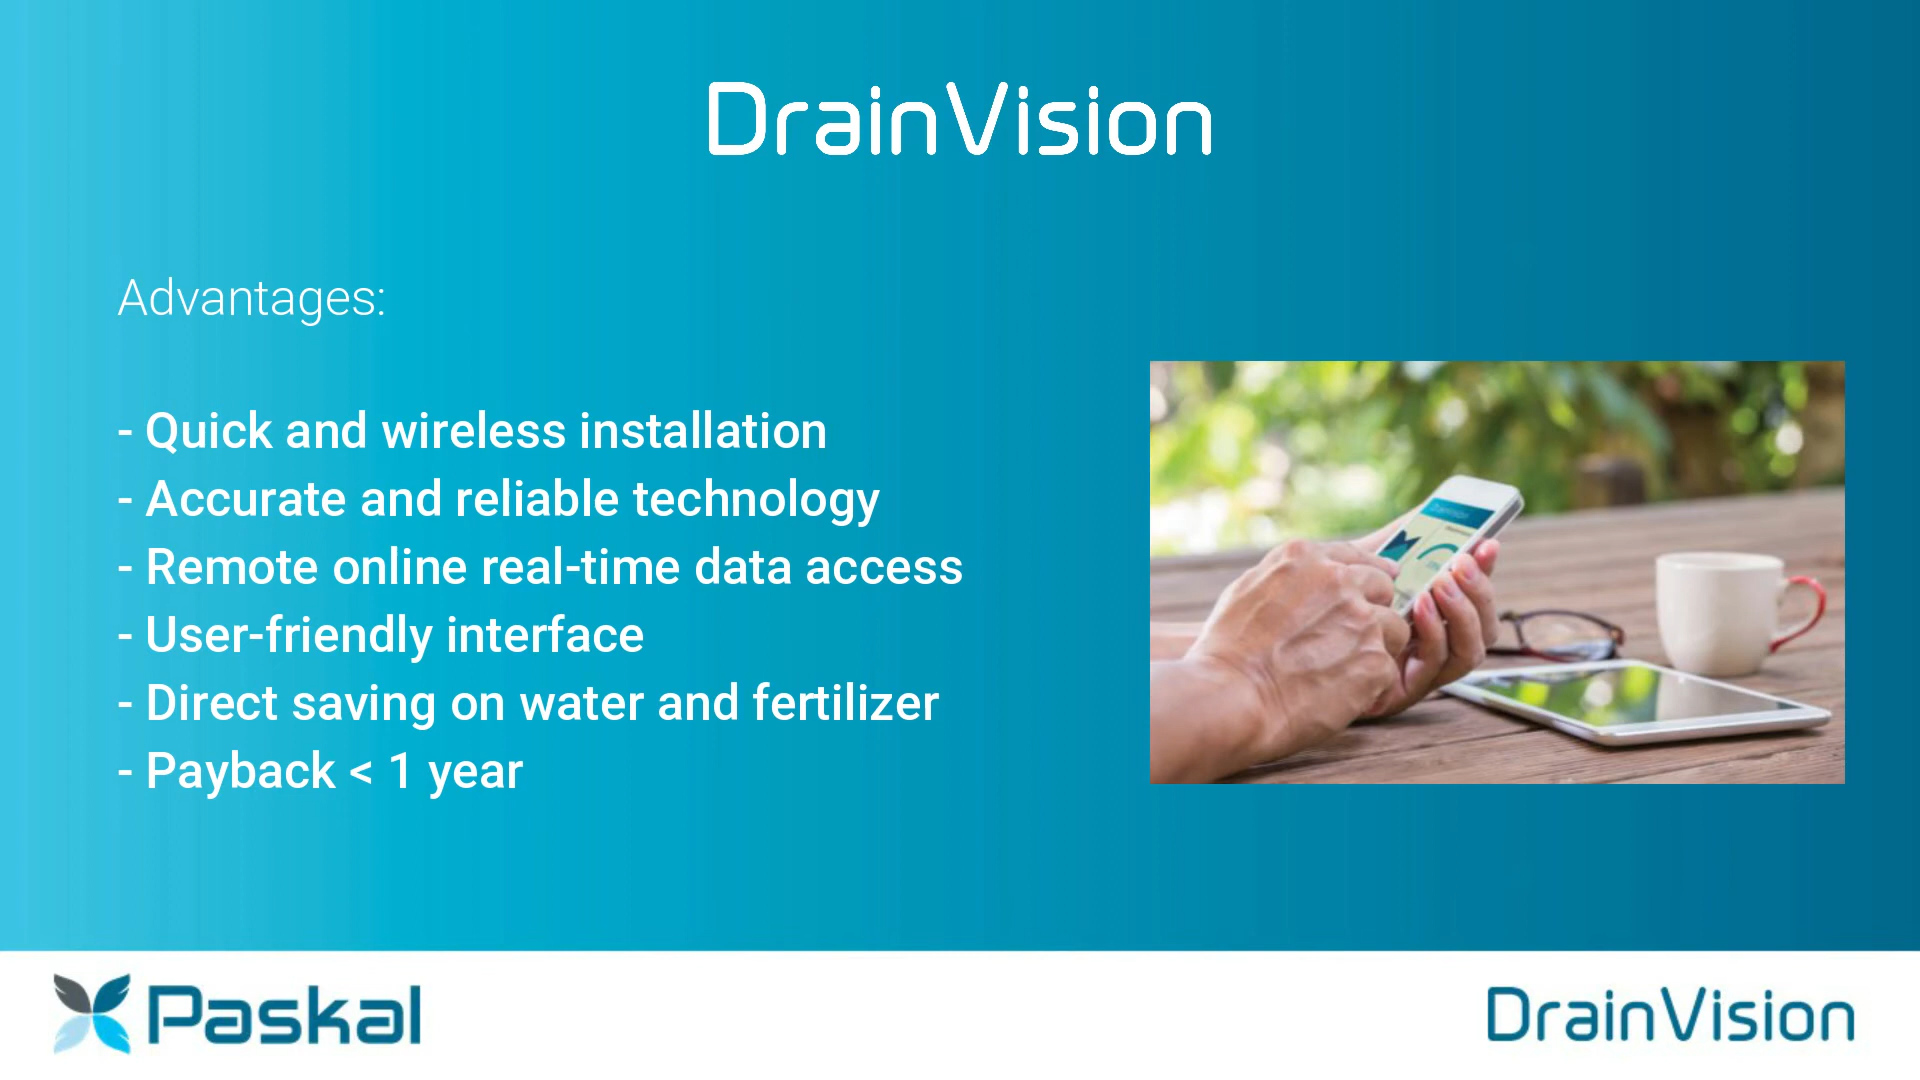 DrainVision
Advantages:
- Quick and wireless installation
- Accurate and reliable technology
- Remote online real-time data access
- User-friendly interface
- Direct saving on water and fertilizer
- Payback < 1 year
DrainVision
Paskal
DrainVision